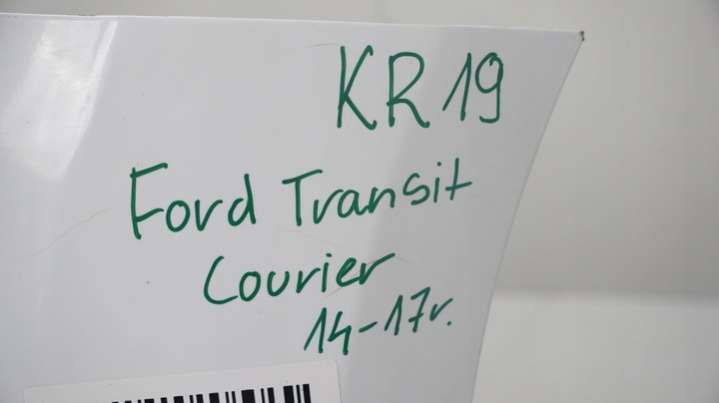 KR 19
Ford Transit
Courier
14-17r.